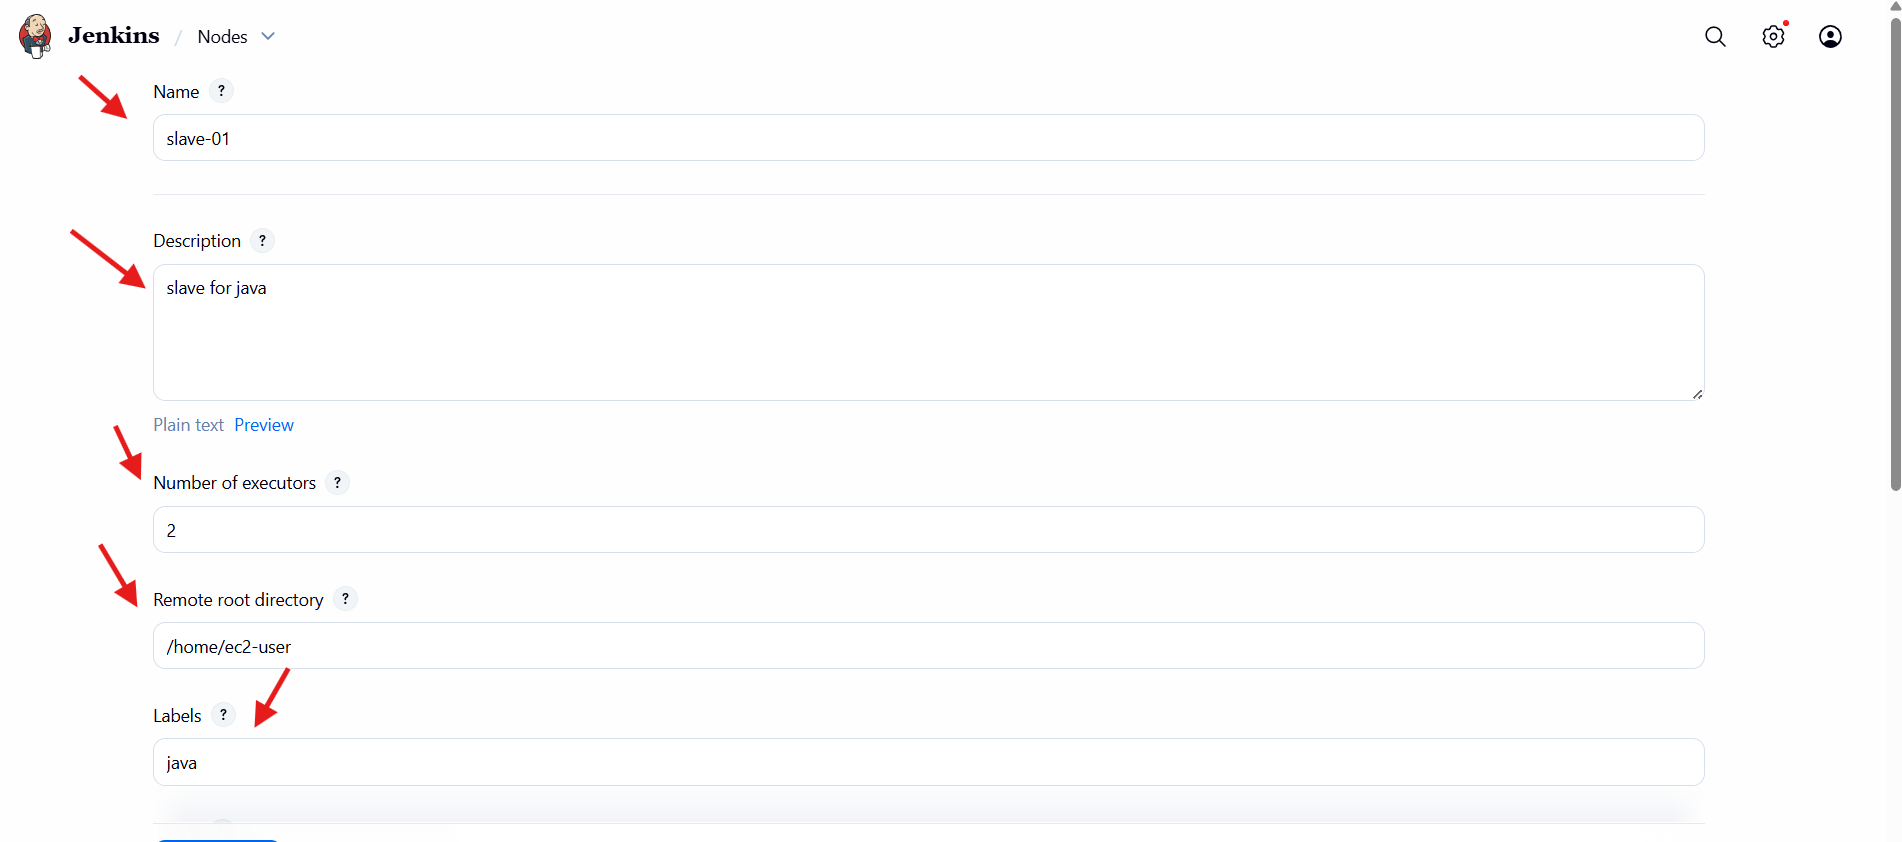 Jenkins / Nodes
Name ?
slave-01
Description ?
slave for java
Plain text Preview
Number of executors ?
2
Remote root directory ?
/home/ec2-user
Labels ?
java